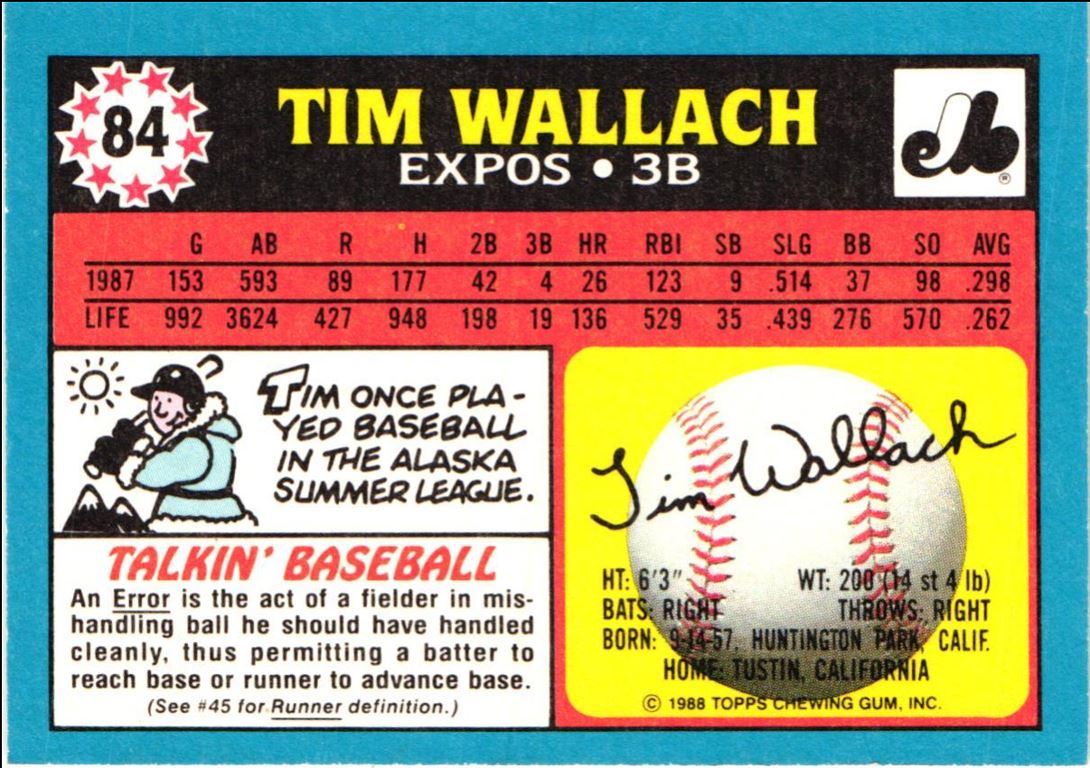 84
TIM WALLACH
EXPOS • 3B
elb
®
G AB R H 2B 3B HR RBI SB SLG BB SO AVG
1987 153 593 89 177 42 4 26 123 9 .514 37 98 .298
LIFE 992 3624 427 948 198 19 136 529 35 .439 276 570 .262
TIM ONCE PLA-
YED BASEBALL
IN THE ALASKA
SUMMER LEAGUE.
TALKIN' BASEBALL
An Error is the act of a fielder in mis-
handling ball he should have handled
cleanly, thus permitting a batter to
reach base or runner to advance base.
(See #45 for Runner definition.)
Tim Wallach
HT: 6'3" WT: 200 (14 st 4 lb)
BATS: RIGHT THROWS: RIGHT
BORN: 9-14-57, HUNTINGTON PARK, CALIF.
HOME: TUSTIN, CALIFORNIA
© 1988 TOPPS CHEWING GUM, INC.